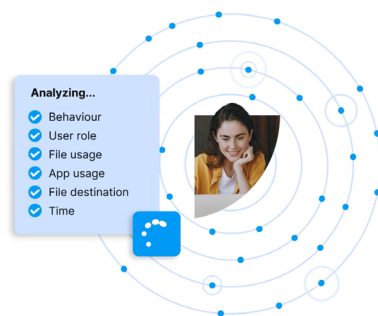 Analyzing...
Behaviour
User role
File usage
App usage
File destination
Time